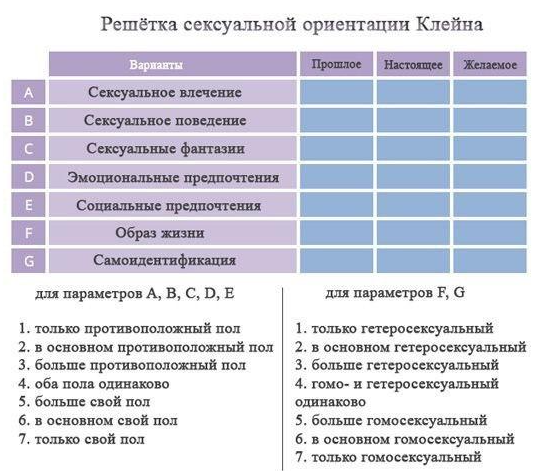 Решётка сексуальной ориентации Клейна
Варианты Прошлое Настоящее Желаемое
A Сексуальное влечение
B Сексуальное поведение
C Сексуальные фантазии
D Эмоциональные предпочтения
E Социальные предпочтения
F Образ жизни
G Самоидентификация
для параметров A, B, C, D, E
1. только противоположный пол
2. в основном противоположный пол
3. больше противоположный пол
4. оба пола одинаково
5. больше свой пол
6. в основном свой пол
7. только свой пол
для параметров F, G
1. только гетеросексуальный
2. в основном гетеросексуальный
3. больше гетеросексуальный
4. гомо- и гетеросексуальный
одинаково
5. больше гомосексуальный
6. в основном гомосексуальный
7. только гомосексуальный